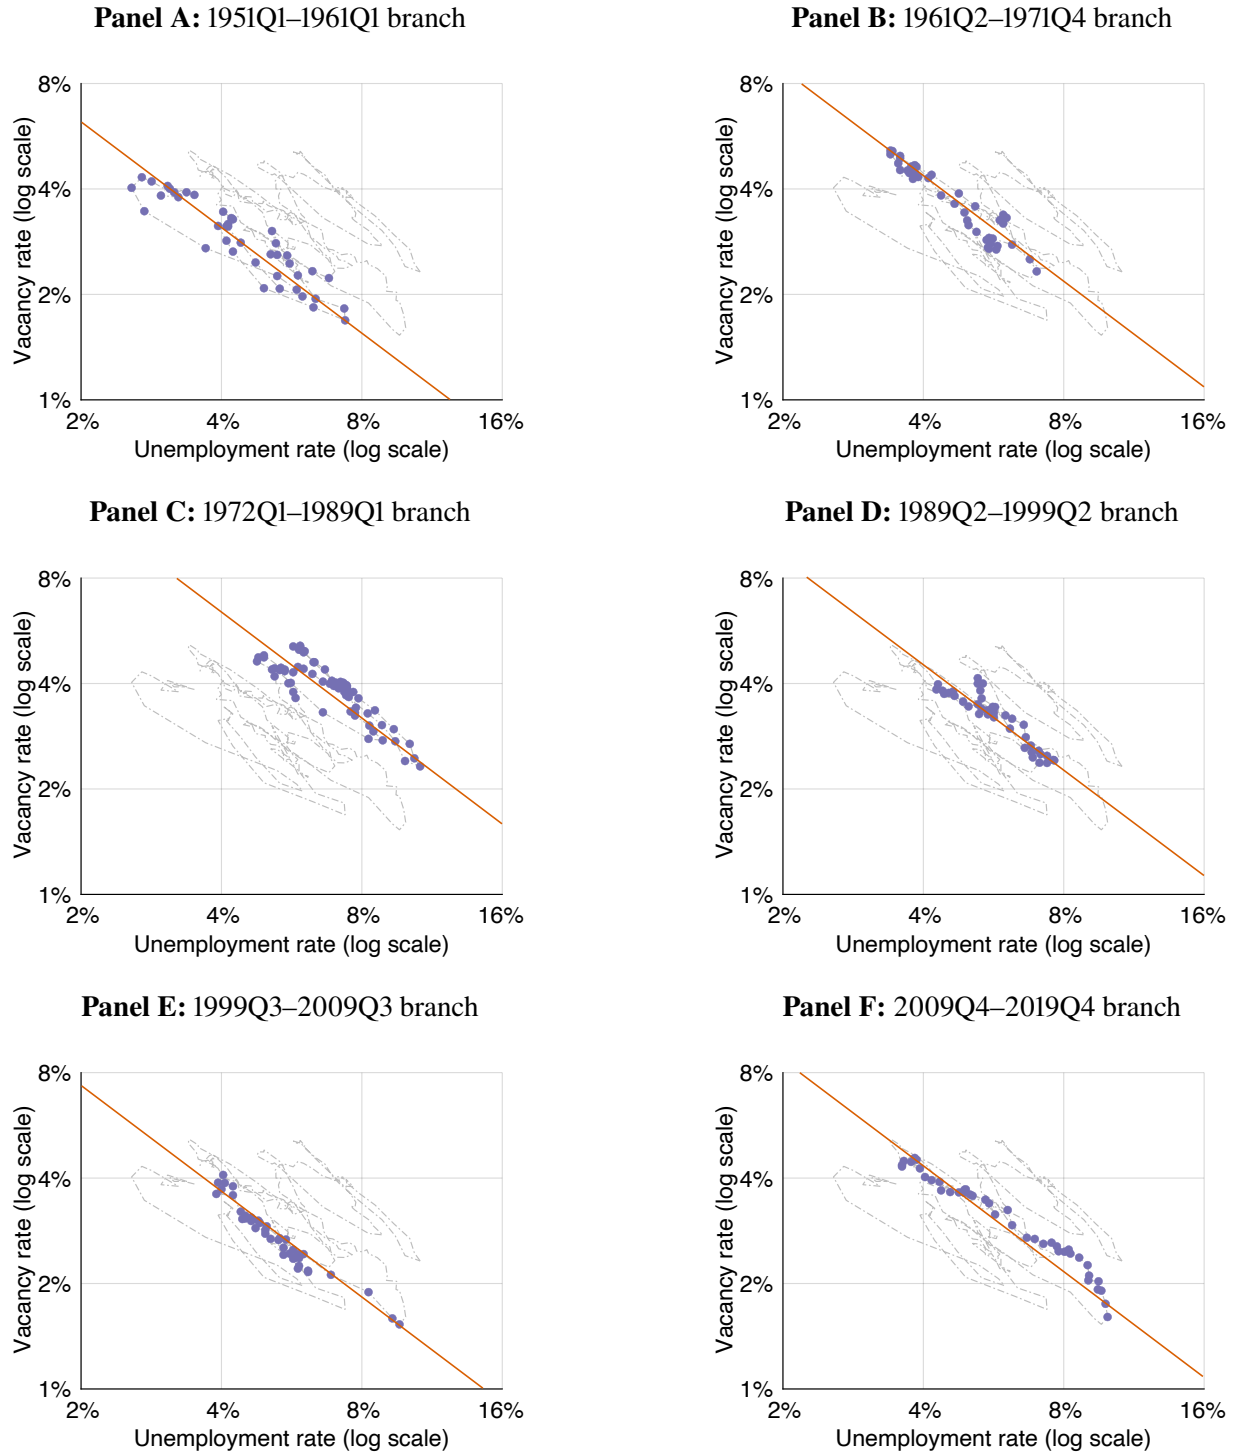 Panel A: 1951Q1–1961Q1 branch
8%
4%
2%
1%
Vacancy rate (log scale)
2% 4% 8% 16%
Unemployment rate (log scale)
Panel B: 1961Q2–1971Q4 branch
8%
4%
2%
1%
Vacancy rate (log scale)
2% 4% 8% 16%
Unemployment rate (log scale)
Panel C: 1972Q1–1989Q1 branch
8%
4%
2%
1%
Vacancy rate (log scale)
2% 4% 8% 16%
Unemployment rate (log scale)
Panel D: 1989Q2–1999Q2 branch
8%
4%
2%
1%
Vacancy rate (log scale)
2% 4% 8% 16%
Unemployment rate (log scale)
Panel E: 1999Q3–2009Q3 branch
8%
4%
2%
1%
Vacancy rate (log scale)
2% 4% 8% 16%
Unemployment rate (log scale)
Panel F: 2009Q4–2019Q4 branch
8%
4%
2%
1%
Vacancy rate (log scale)
2% 4% 8% 16%
Unemployment rate (log scale)